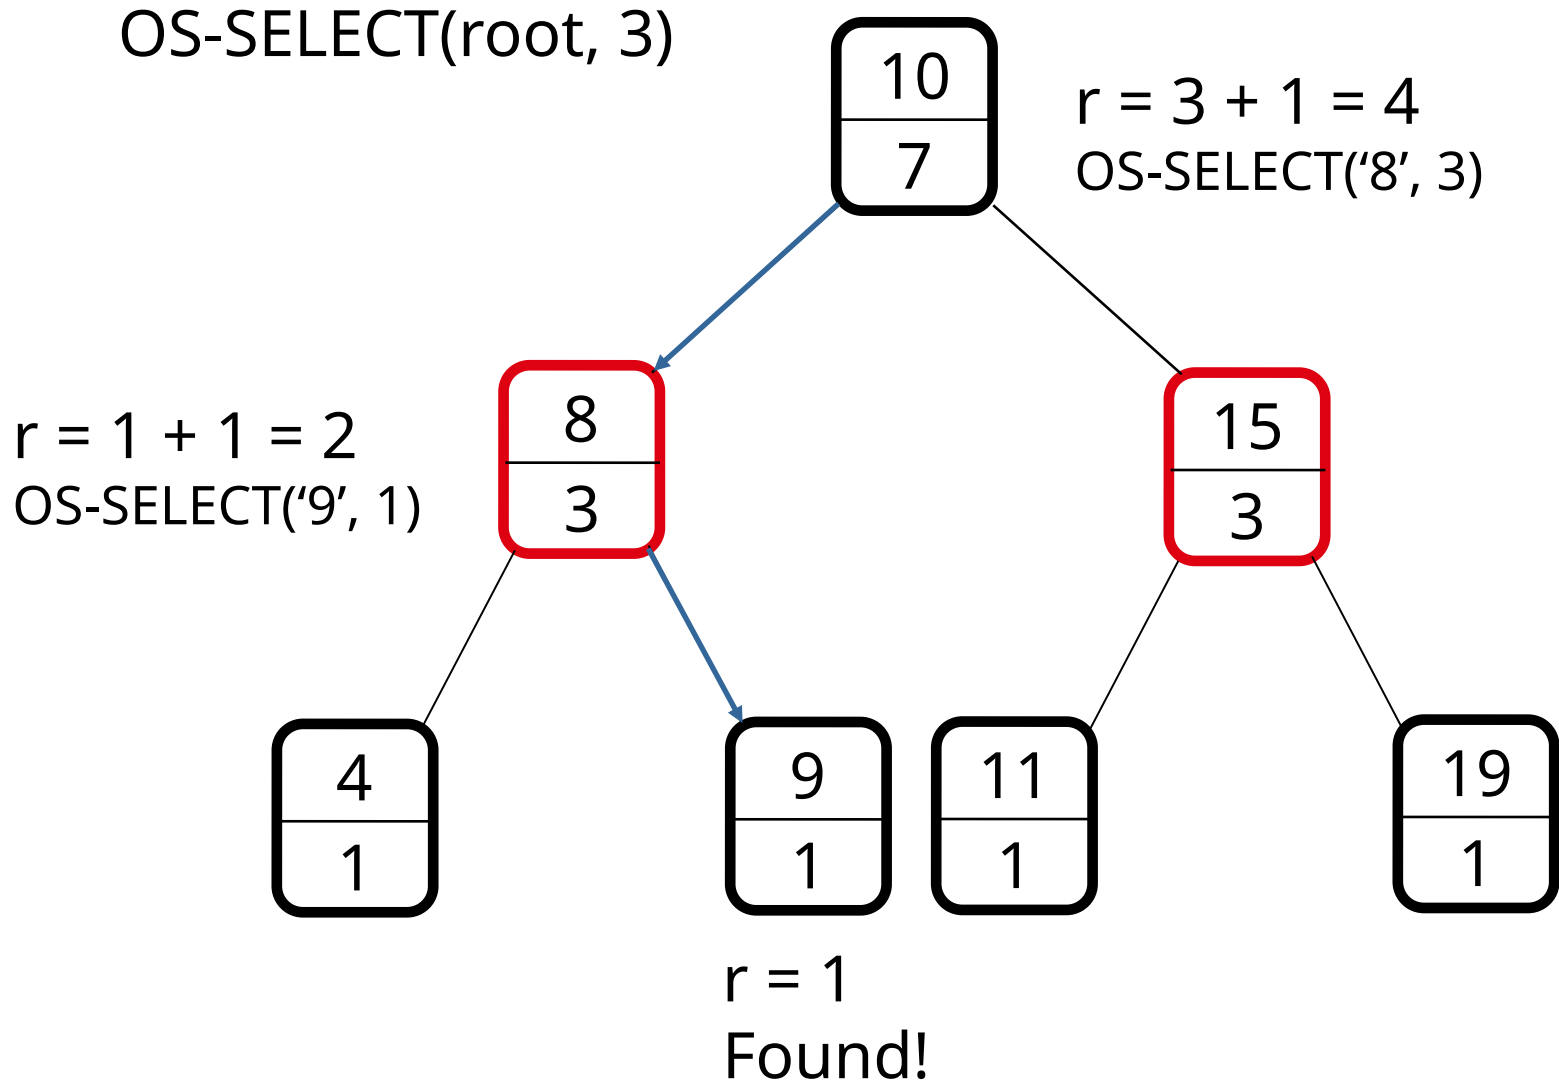 OS-SELECT(root, 3)
10
7
r = 3 + 1 = 4
OS-SELECT(‘8’, 3)
r = 1 + 1 = 2
OS-SELECT(‘9’, 1)
8
3
15
3
4
1
9
1
11
1
19
1
r = 1
Found!